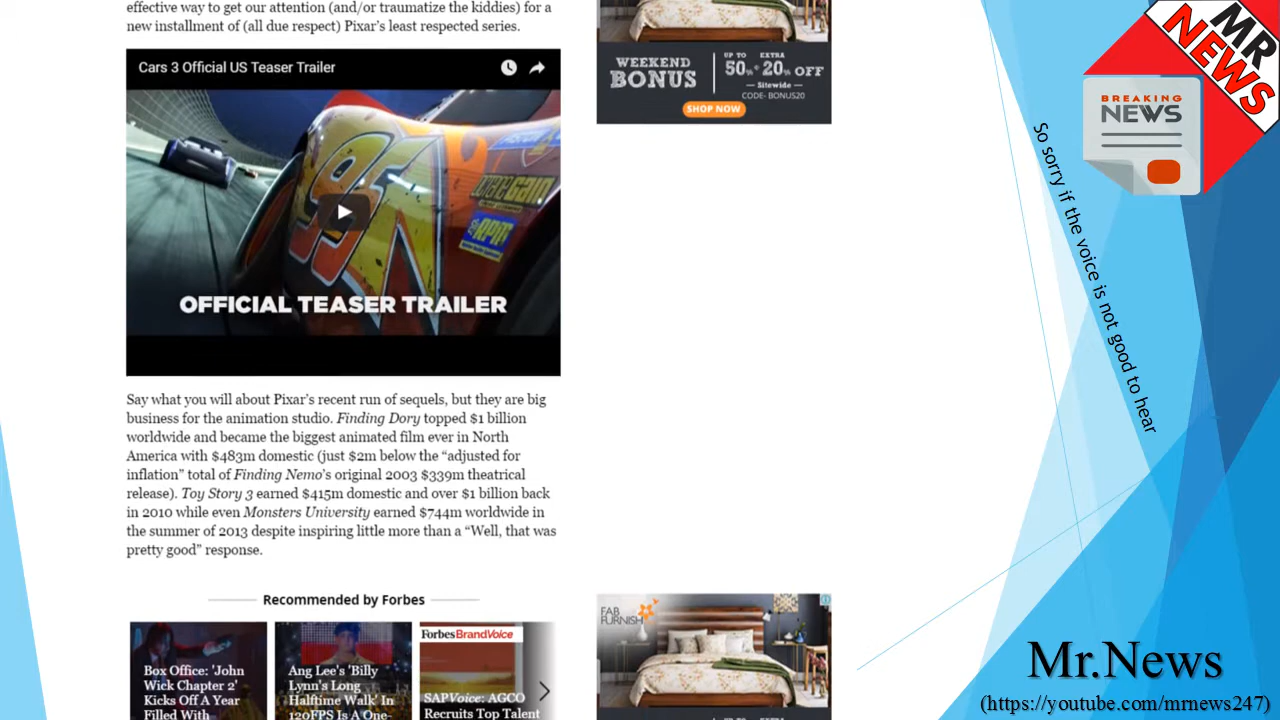 effective way to get our attention (and/or traumatize the kiddies) for a
new installment of (all due respect) Pixar's least respected series.
Cars 3 Official US Teaser Trailer
95
RPM
OFFICIAL TEASER TRAILER
Say what you will about Pixar's recent run of sequels, but they are big
business for the animation studio. Finding Dory topped $1 billion
worldwide and became the biggest animated film ever in North
America with $483m domestic (just $2m below the “adjusted for
inflation” total of Finding Nemo's original 2003 $339m theatrical
release). Toy Story 3 earned $415m domestic and over $1 billion back
in 2010 while even Monsters University earned $744m worldwide in
the summer of 2013 despite inspiring little more than a “Well, that was
pretty good” response.
Recommended by Forbes
Box Office: 'John
Wick Chapter 2'
Kicks Off A Year
Filled With
Ang Lee's 'Billy
Lynn's Long
Halftime Walk' In
120FPS Is A One-
ForbesBrandVoice
SAPVoice: AGCO
Recruits Top Talent
WEEKEND
BONUS
UP TO
50%
EXTRA
20% OFF
Sitewide
CODE- BONUS20
SHOP NOW
FAB
FURNISH
MR
NEWS
BREAKING
NEWS
So sorry if the voice is not good to hear
Mr.News
(https://youtube.com/mrnews247)